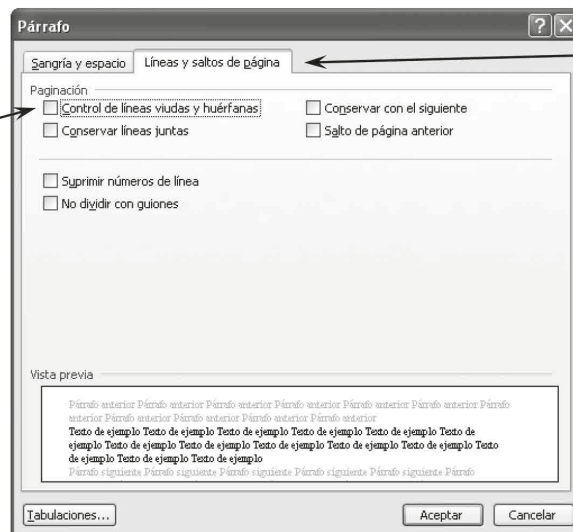 Párrafo
Sangría y espacio Líneas y saltos de página
Paginación
Control de líneas viudas y huérfanas Conservar con el siguiente
Conservar líneas juntas Salto de página anterior
Suprimir números de línea
No dividir con guiones
Vista previa
Párrafo anterior Párrafo anterior Párrafo anterior Párrafo anterior Párrafo anterior Párrafo anterior Párrafo
anterior Párrafo anterior Párrafo anterior Párrafo anterior Párrafo anterior
Texto de ejemplo Texto de ejemplo Texto de ejemplo Texto de ejemplo Texto de ejemplo Texto de
ejemplo Texto de ejemplo Texto de ejemplo Texto de ejemplo Texto de ejemplo Texto de ejemplo Texto
de ejemplo Texto de ejemplo
Párrafo siguiente Párrafo siguiente Párrafo siguiente Párrafo siguiente Párrafo siguiente Párrafo
Tabulaciones... Aceptar Cancelar